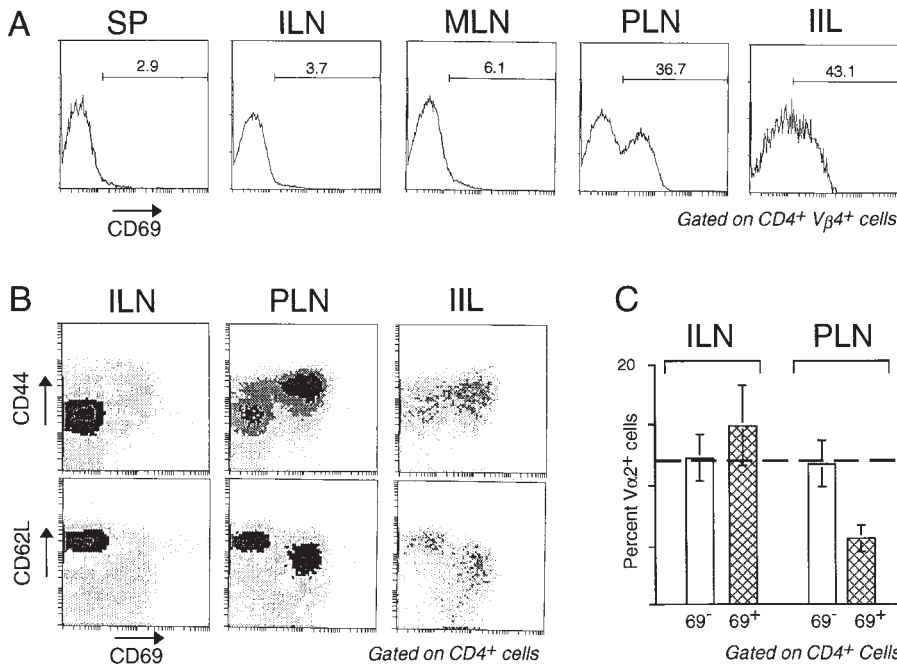 A
SP ILN MLN PLN IIL
2.9 3.7 6.1 36.7 43.1
CD69
Gated on CD4+ Vβ4+ cells
B
ILN PLN IIL
CD44
CD62L
CD69
Gated on CD4+ cells
C
ILN PLN
20
Percent Vα2+ cells
69- 69+ 69- 69+
Gated on CD4+ Cells